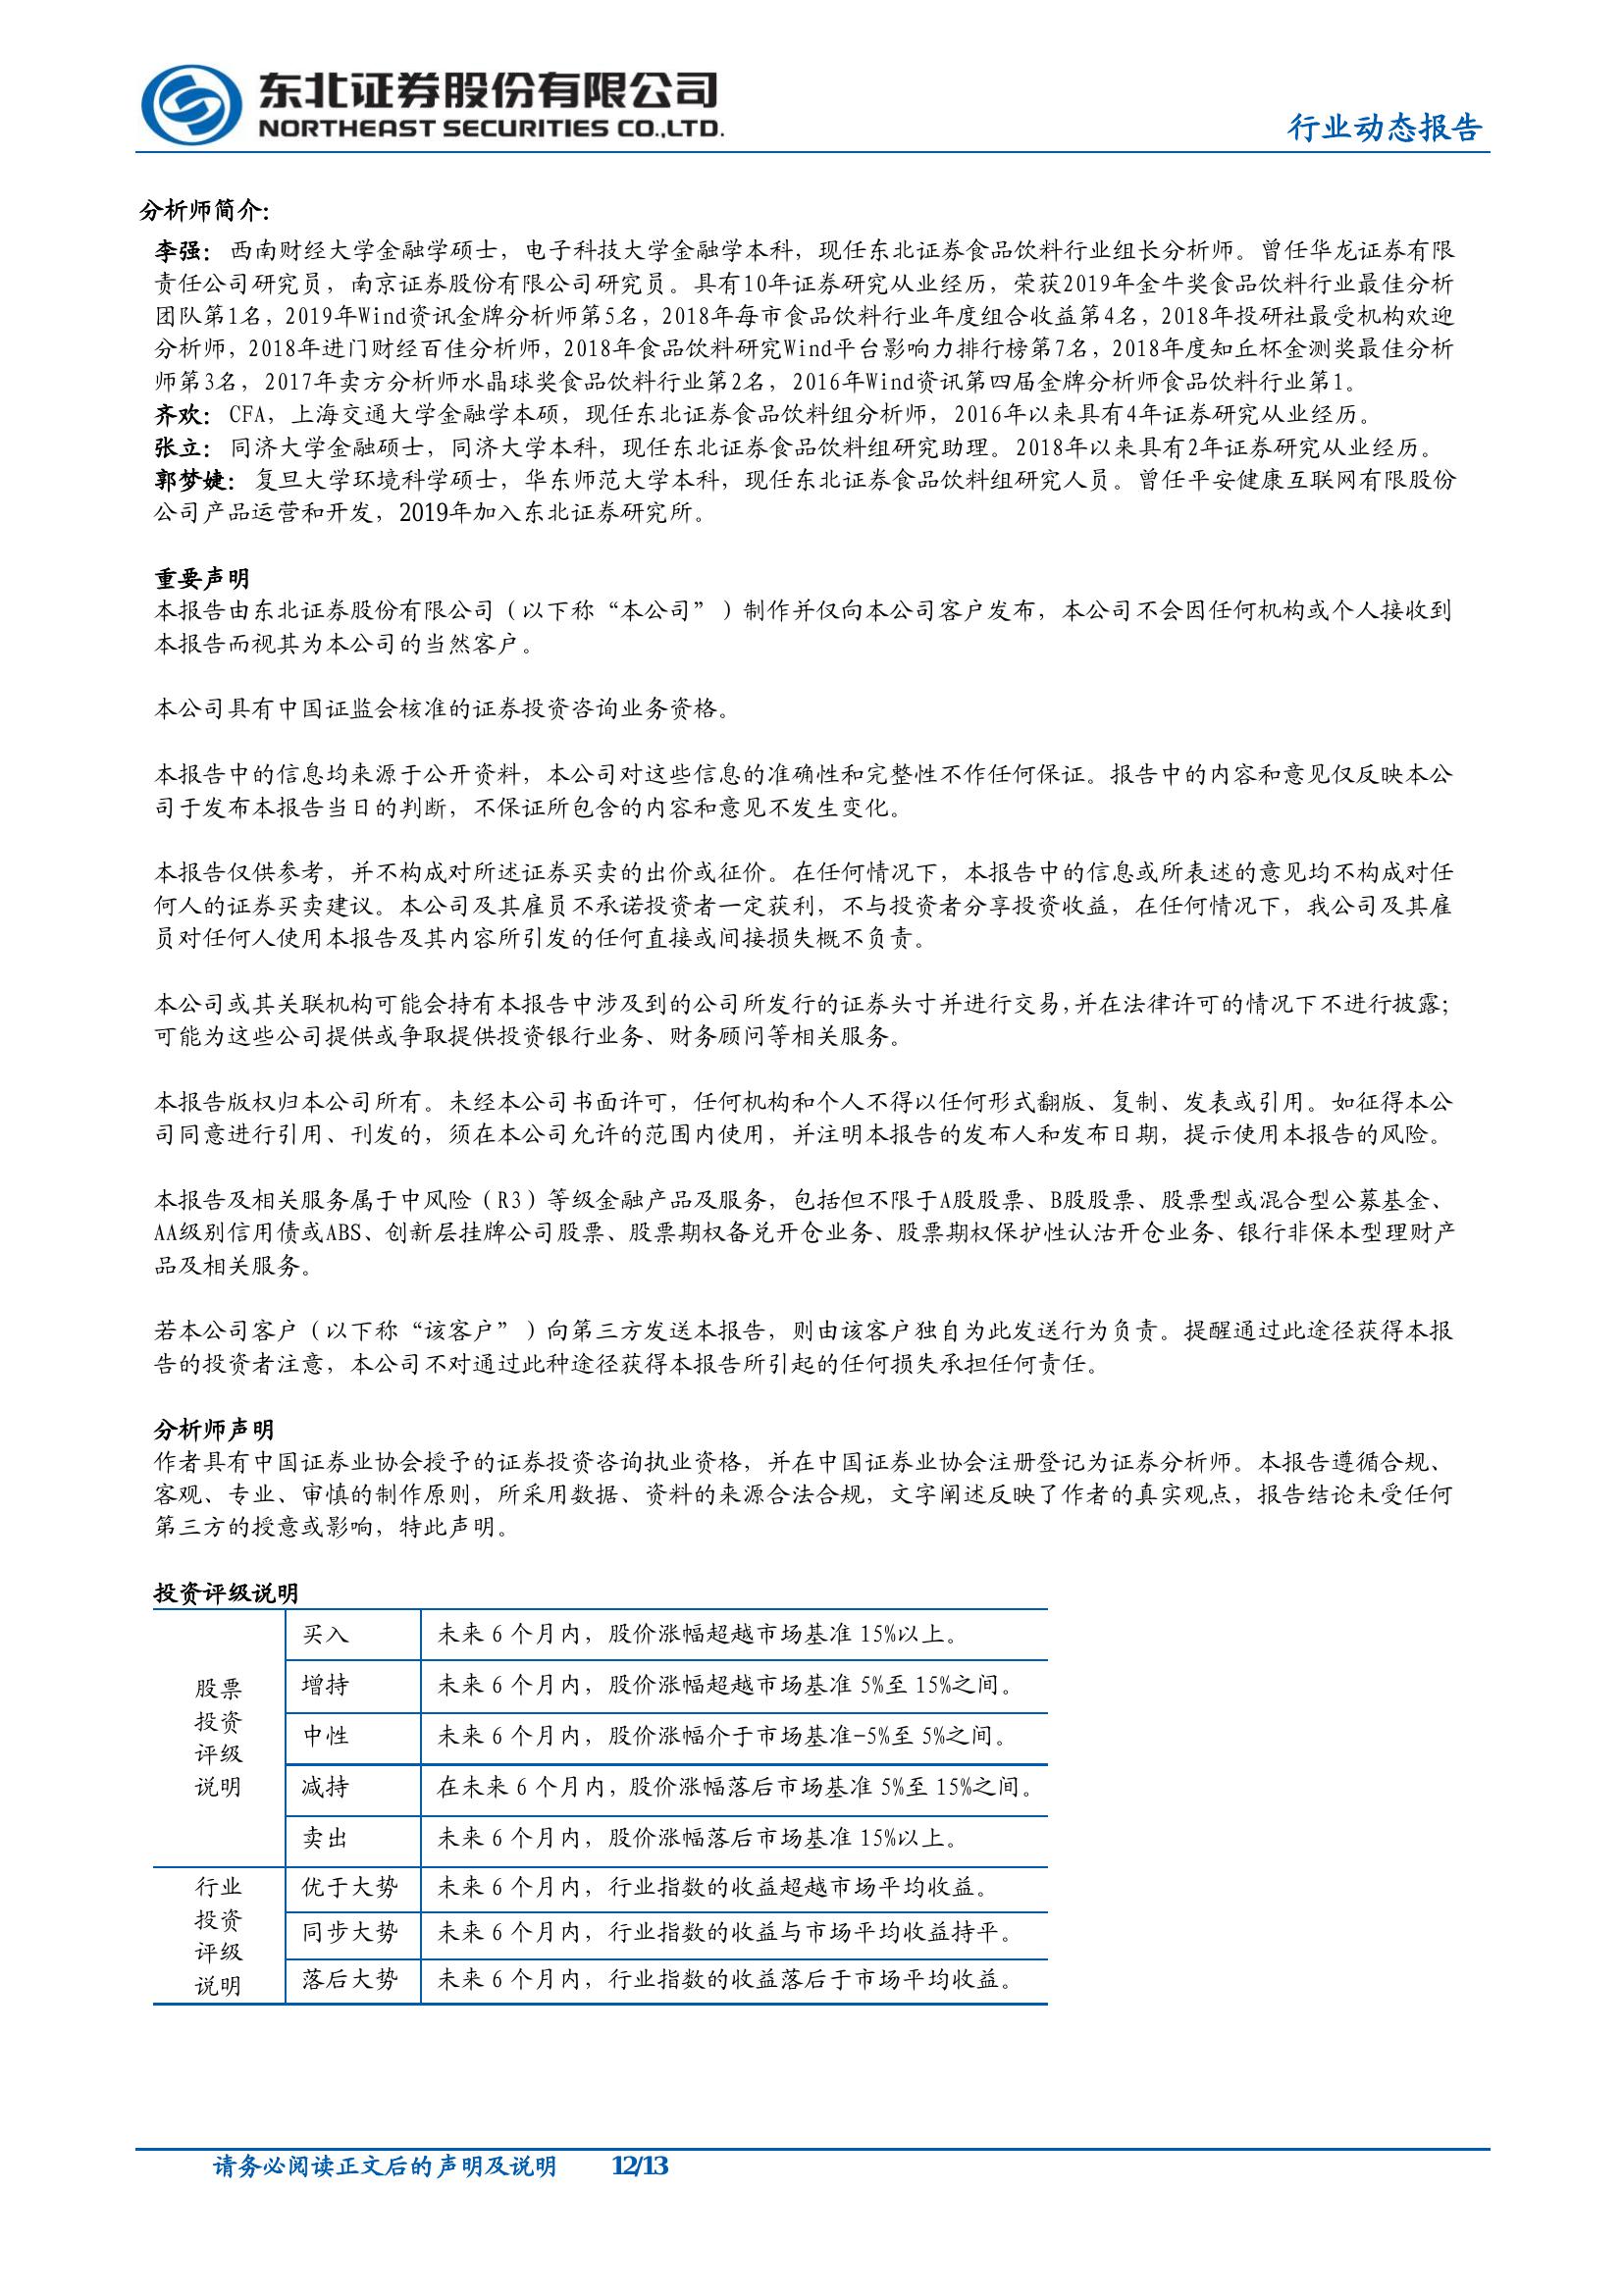 东北证券股份有限公司
NORTHEAST SECURITIES CO.,LTD.
行业动态报告
分析师简介:
李强: 西南财经大学金融学硕士，电子科技大学金融学本科，现任东北证券食品饮料行业组长分析师。曾任华龙证券有限
责任公司研究员，南京证券股份有限公司研究员。具有10年证券研究从业经历，荣获2019年金牛奖食品饮料行业最佳分析
团队第1名，2019年Wind资讯金牌分析师第5名，2018年每市食品饮料行业年度组合收益第4名，2018年投研社最受机构欢迎
分析师，2018年进门财经百佳分析师，2018年食品饮料研究Wind平台影响力排行榜第7名，2018年度知丘杯金测奖最佳分析
师第3名，2017年卖方分析师水晶球奖食品饮料行业第2名，2016年Wind资讯第四届金牌分析师食品饮料行业第1。
齐欢: CFA，上海交通大学金融学本硕，现任东北证券食品饮料组分析师，2016年以来具有4年证券研究从业经历。
张立: 同济大学金融硕士，同济大学本科，现任东北证券食品饮料组研究助理。2018年以来具有2年证券研究从业经历。
郭梦婕: 复旦大学环境科学硕士，华东师范大学本科，现任东北证券食品饮料组研究人员。曾任平安健康互联网有限股份
公司产品运营和开发，2019年加入东北证券研究所。
重要声明
本报告由东北证券股份有限公司（以下称“本公司”）制作并仅向本公司客户发布，本公司不会因任何机构或个人接收到
本报告而视其为本公司的当然客户。
本公司具有中国证监会核准的证券投资咨询业务资格。
本报告中的信息均来源于公开资料，本公司对这些信息的准确性和完整性不作任何保证。报告中的内容和意见仅反映本公
司于发布本报告当日的判断，不保证所包含的内容和意见不发生变化。
本报告仅供参考，并不构成对所述证券买卖的出价或征价。在任何情况下，本报告中的信息或所表述的意见均不构成对任
何人的证券买卖建议。本公司及其雇员不承诺投资者一定获利，不与投资者分享投资收益，在任何情况下，我公司及其雇
员对任何人使用本报告及其内容所引发的任何直接或间接损失概不负责。
本公司或其关联机构可能会持有本报告中涉及到的公司所发行的证券头寸并进行交易，并在法律许可的情况下不进行披露；
可能为这些公司提供或争取提供投资银行业务、财务顾问等相关服务。
本报告版权归本公司所有。未经本公司书面许可，任何机构和个人不得以任何形式翻版、复制、发表或引用。如征得本公
司同意进行引用、刊发的，须在本公司允许的范围内使用，并注明本报告的发布人和发布日期，提示使用本报告的风险。
本报告及相关服务属于中风险（R3）等级金融产品及服务，包括但不限于A股股票、B股股票、股票型或混合型公募基金、
AA级别信用债或ABS、创新层挂牌公司股票、股票期权备兑开仓业务、股票期权保护性认沽开仓业务、银行非保本型理财产
品及相关服务。
若本公司客户（以下称“该客户”）向第三方发送本报告，则由该客户独自为此发送行为负责。提醒通过此途径获得本报
告的投资者注意，本公司不对通过此种途径获得本报告所引起的任何损失承担任何责任。
分析师声明
作者具有中国证券业协会授予的证券投资咨询执业资格，并在中国证券业协会注册登记为证券分析师。本报告遵循合规、
客观、专业、审慎的制作原则，所采用数据、资料的来源合法合规，文字阐述反映了作者的真实观点，报告结论未受任何
第三方的授意或影响，特此声明。
投资评级说明
股票
投资
评级
说明
买入 未来 6 个月内，股价涨幅超越市场基准 15%以上。
增持 未来 6 个月内，股价涨幅超越市场基准 5%至 15%之间。
中性 未来 6 个月内，股价涨幅介于市场基准-5%至 5%之间。
减持 在未来 6 个月内，股价涨幅落后市场基准 5%至 15%之间。
卖出 未来 6 个月内，股价涨幅落后市场基准 15%以上。
行业
投资
评级
说明
优于大势 未来 6 个月内，行业指数的收益超越市场平均收益。
同步大势 未来 6 个月内，行业指数的收益与市场平均收益持平。
落后大势 未来 6 个月内，行业指数的收益落后于市场平均收益。
请务必阅读正文后的声明及说明 12/13